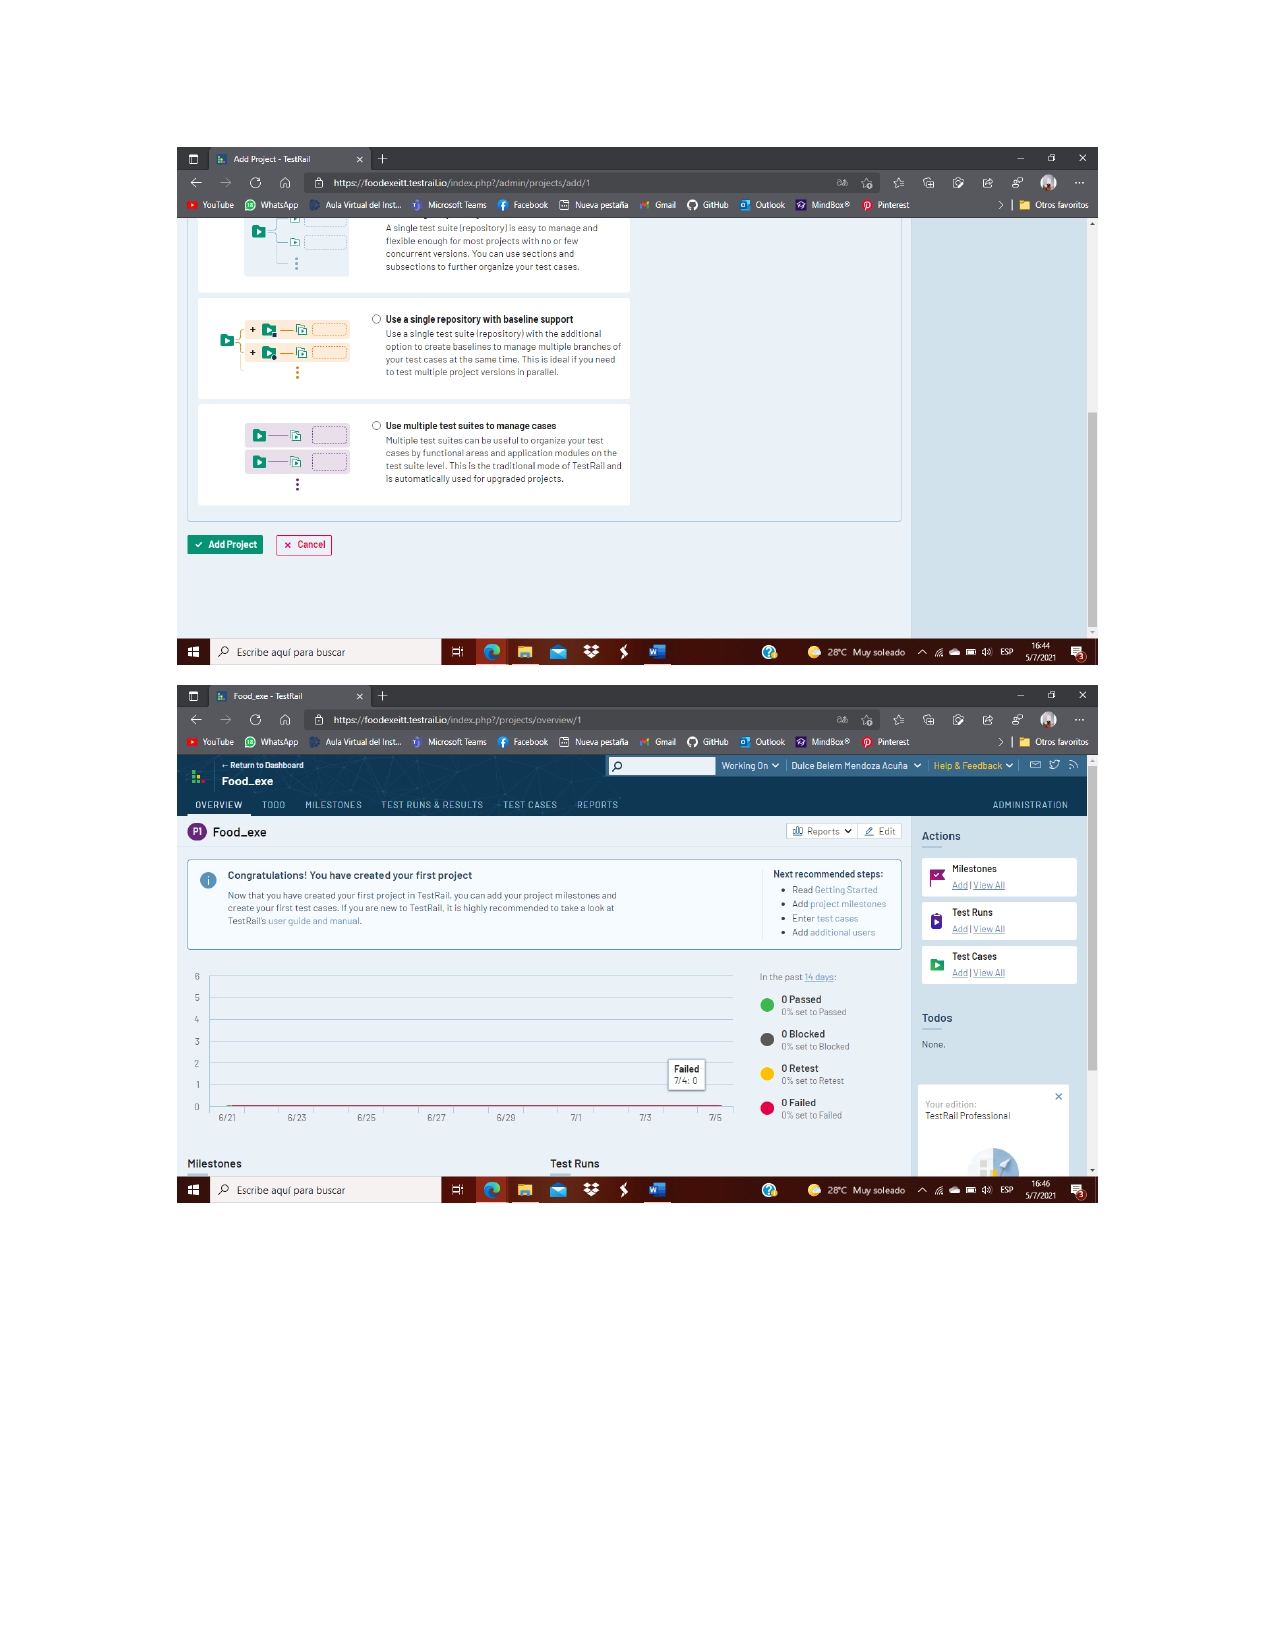 Add Project - TestRail
https://foodexeitt.testrail.io/index.php?/admin/projects/add/1
YouTube WhatsApp Aula Virtual del Inst... Microsoft Teams Facebook Nueva pestaña Gmail GitHub Outlook MindBox® Pinterest Otros favoritos
A single test suite (repository) is easy to manage and
flexible enough for most projects with no or few
concurrent versions. You can use sections and
subsections to further organize your test cases.
Use a single repository with baseline support
Use a single test suite (repository) with the additional
option to create baselines to manage multiple branches of
your test cases at the same time. This is ideal if you need
to test multiple project versions in parallel.
Use multiple test suites to manage cases
Multiple test suites can be useful to organize your test
cases by functional areas and application modules on the
test suite level. This is the traditional mode of TestRail and
is automatically used for upgraded projects.
Add Project Cancel
Escribe aquí para buscar
28°C Muy soleado ESP
16:44
5/7/2021
3
Food_exe - TestRail
https://foodexeitt.testrail.io/index.php?/projects/overview/1
YouTube WhatsApp Aula Virtual del Inst... Microsoft Teams Facebook Nueva pestaña Gmail GitHub Outlook MindBox® Pinterest Otros favoritos
← Return to Dashboard
Food_exe
Working On Dulce Belem Mendoza Acuña Help & Feedback
OVERVIEW TODO MILESTONES TEST RUNS & RESULTS TEST CASES REPORTS ADMINISTRATION
P1 Food_exe
Reports Edit
Congratulations! You have created your first project
Now that you have created your first project in TestRail, you can add your project milestones and
create your first test cases. If you are new to TestRail, it is highly recommended to take a look at
TestRail's user guide and manual.
Next recommended steps:
• Read Getting Started
• Add project milestones
• Enter test cases
• Add additional users
6
5
4
3
2
1
0
6/21 6/23 6/25 6/27 6/29 7/1 7/3 7/5
Failed
7/4: 0
In the past 14 days:
0 Passed
0% set to Passed
0 Blocked
0% set to Blocked
0 Retest
0% set to Retest
0 Failed
0% set to Failed
Actions
Milestones
Add | View All
Test Runs
Add | View All
Test Cases
Add | View All
Todos
None.
Your edition:
TestRail Professional
Milestones
Test Runs
Escribe aquí para buscar
28°C Muy soleado ESP
16:46
5/7/2021
3